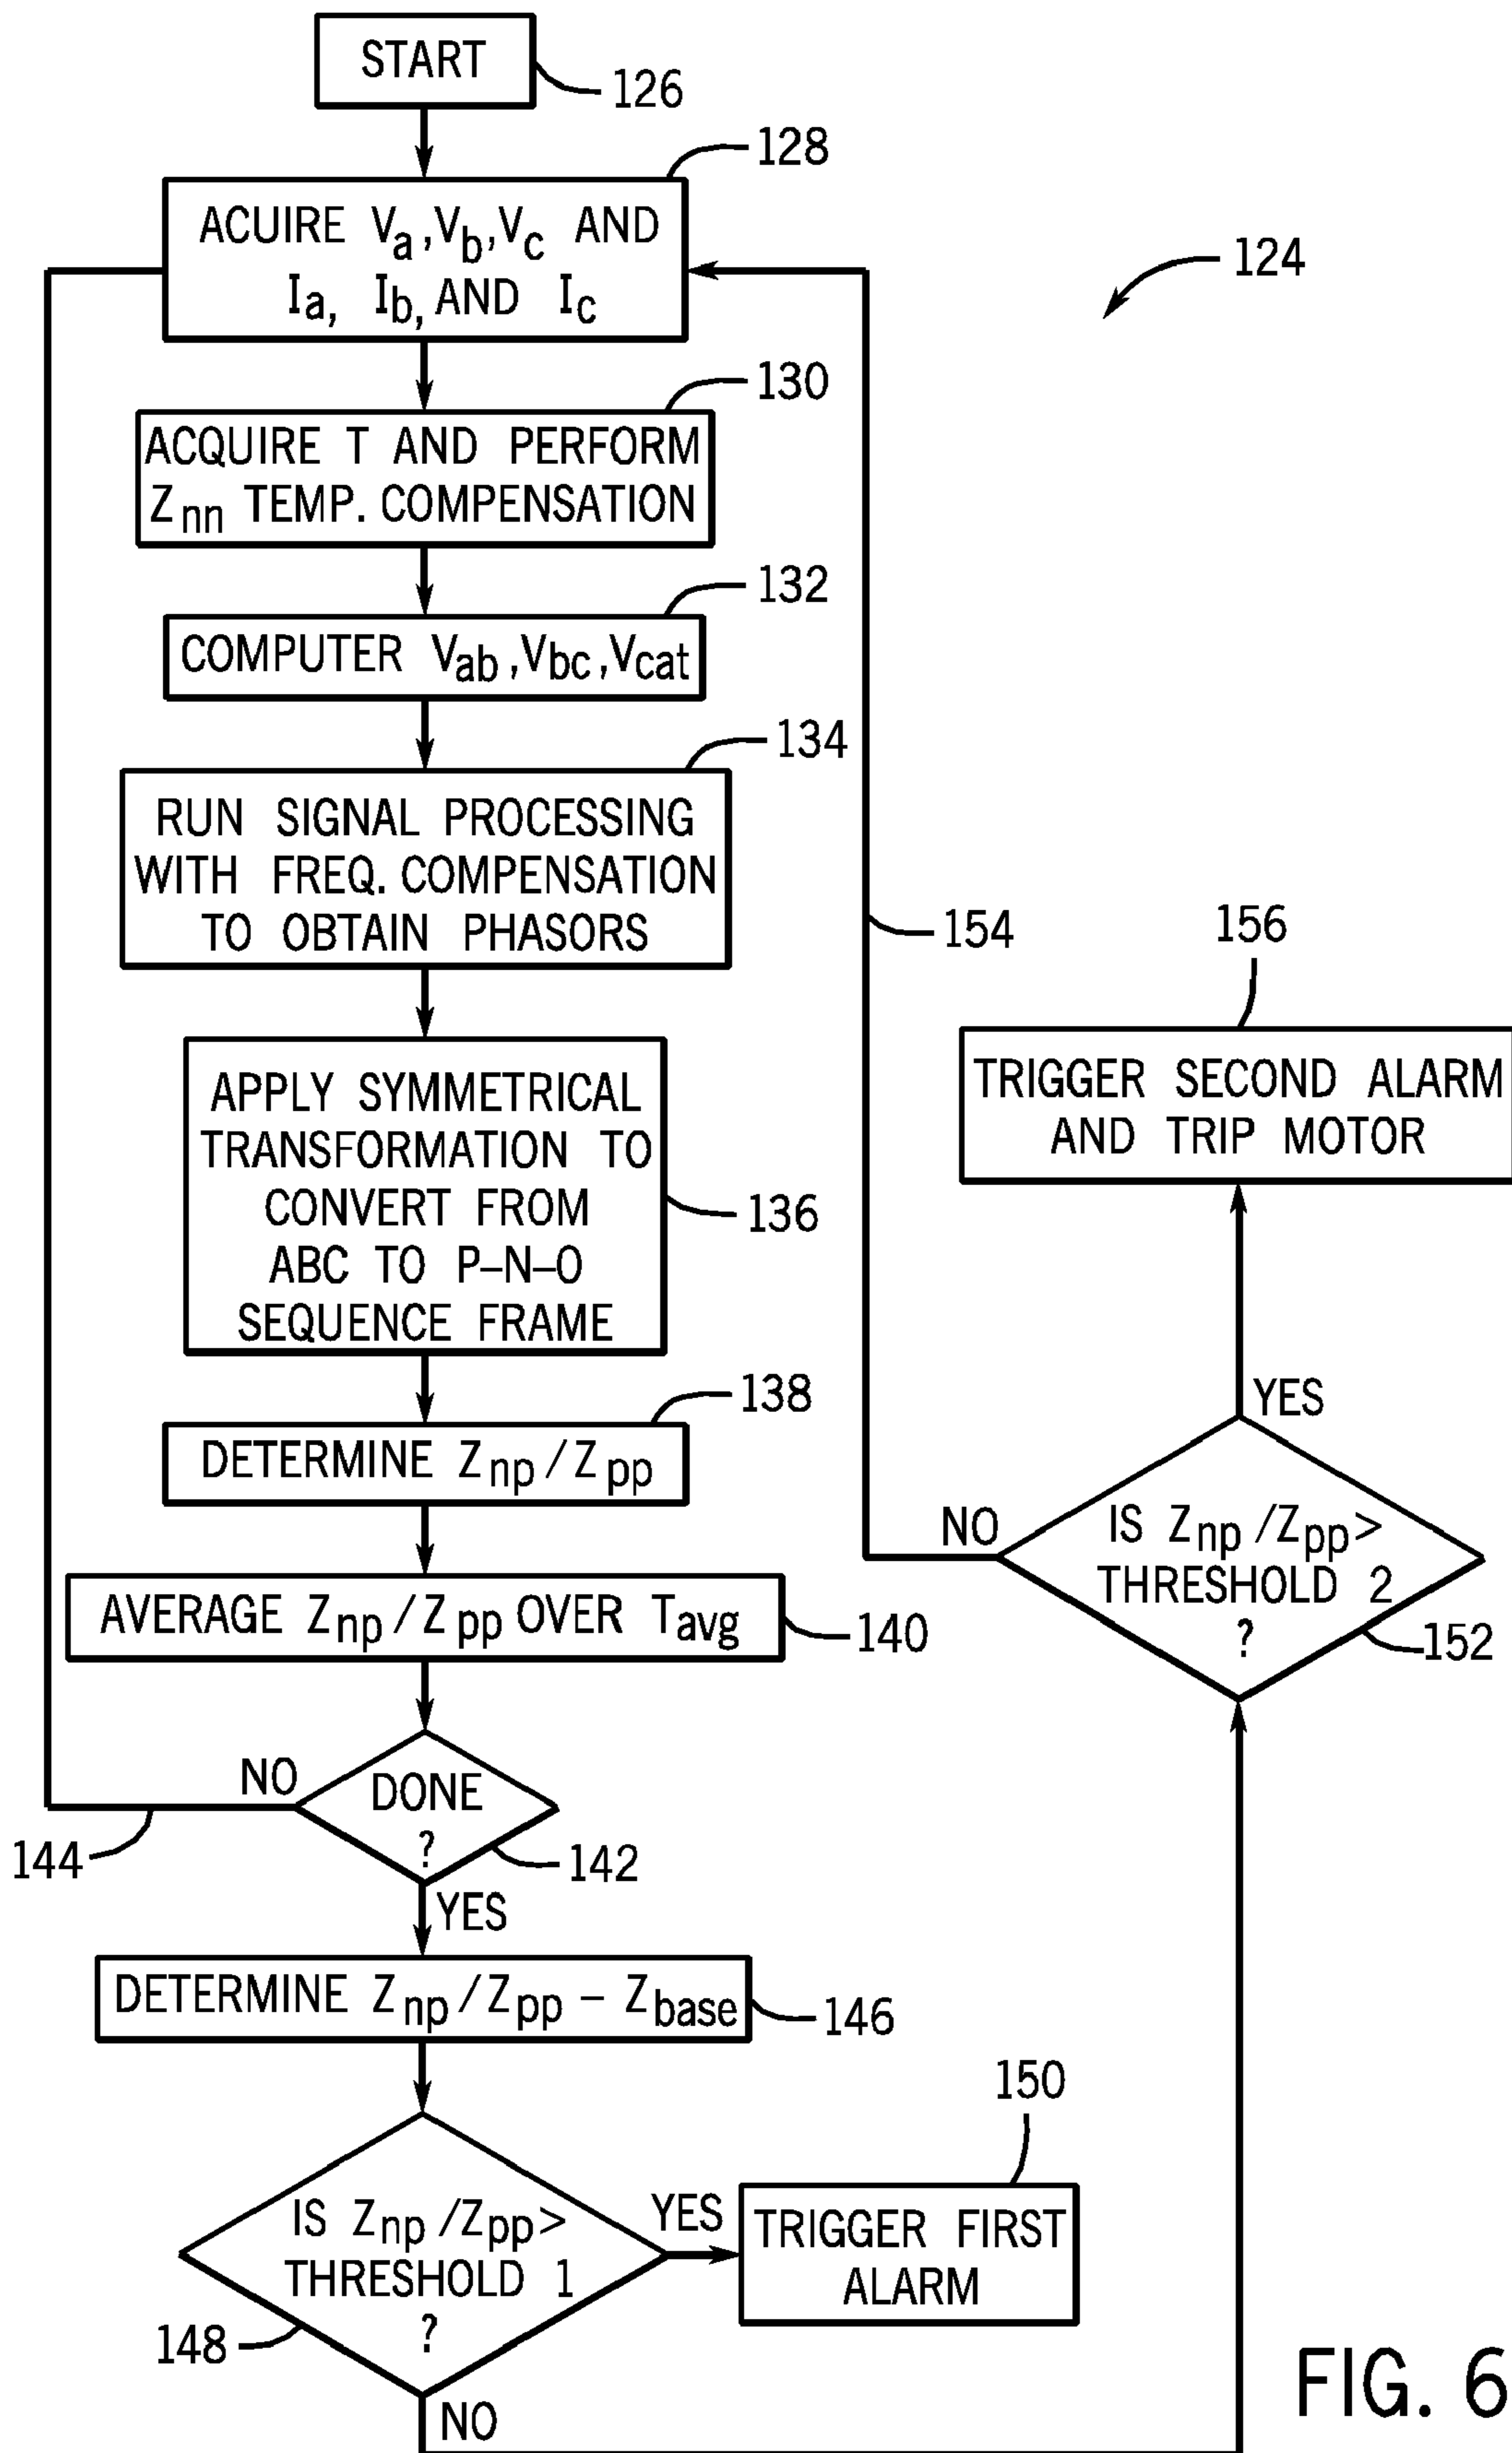 START
126
128
ACUIRE Va,Vb,Vc AND
Ia, Ib, AND Ic
124
130
ACQUIRE T AND PERFORM
Znn TEMP. COMPENSATION
132
COMPUTER Vab,Vbc,Vcat
134
RUN SIGNAL PROCESSING
WITH FREQ. COMPENSATION
TO OBTAIN PHASORS
154
156
TRIGGER SECOND ALARM
AND TRIP MOTOR
APPLY SYMMETRICAL
TRANSFORMATION TO
CONVERT FROM
ABC TO P–N–O
SEQUENCE FRAME
136
138
DETERMINE Znp/Zpp
YES
NO
IS Znp/Zpp>
THRESHOLD 2
?
152
AVERAGE Znp/Zpp OVER Tavg
140
NO
DONE
?
144
142
YES
DETERMINE Znp/Zpp – Zbase
146
150
IS Znp/Zpp>
THRESHOLD 1
?
YES
TRIGGER FIRST
ALARM
148
NO
FIG. 6